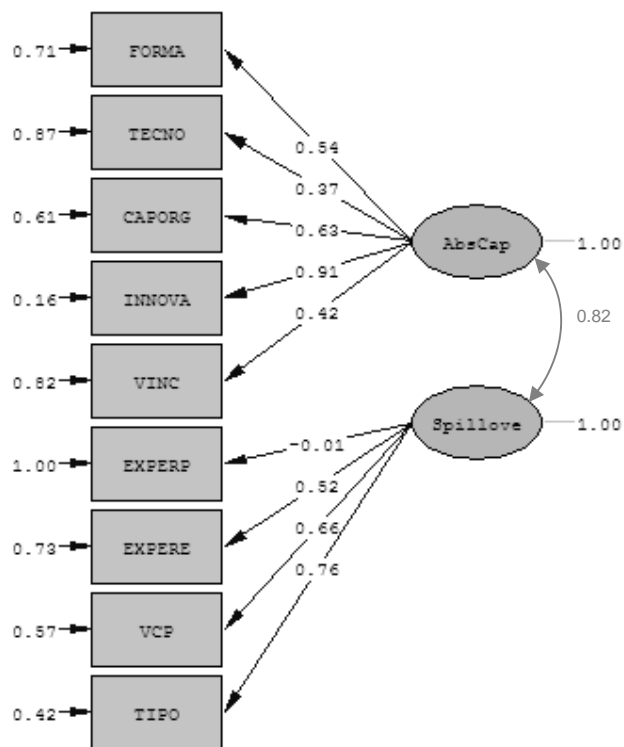 0.71 FORMA
0.54
0.87 TECNO
0.37
0.61 CAPORG
0.63
AbsCap 1.00
0.91
0.16 INNOVA
0.42
0.82
0.82 VINC
Spillove 1.00
-0.01
1.00 EXPERP
0.52
0.66
0.73 EXPERE
0.76
0.57 VCP
0.42 TIPO